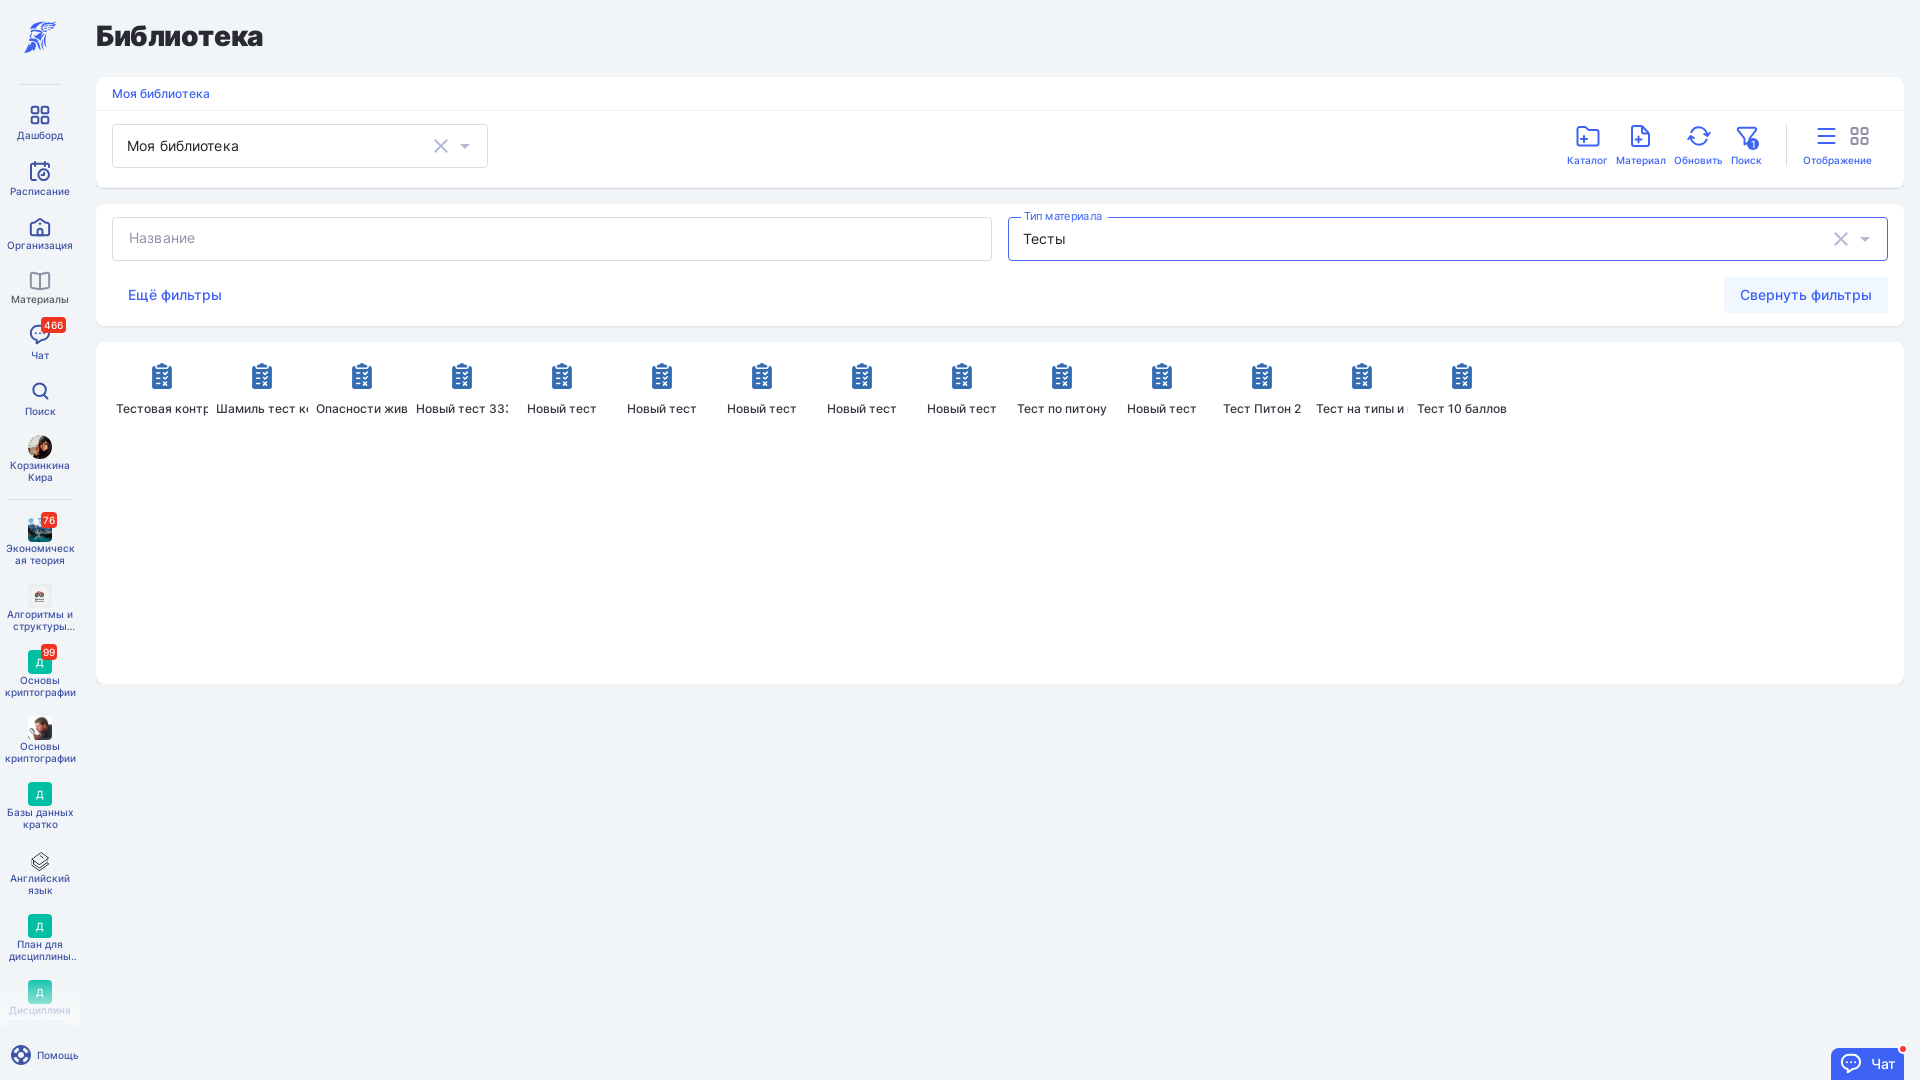 Библиотека
Моя библиотека
Моя библиотека
Каталог
Материал
Обновить
1
Поиск
Отображение
Название
Тип материала
Тесты
Ещё фильтры
Свернуть фильтры
Тестовая контр
Шамиль тест к
Опасности жив
Новый тест 333
Новый тест
Новый тест
Новый тест
Новый тест
Новый тест
Тест по питону
Новый тест
Тест Питон 2
Тест на типы и
Тест 10 баллов
Дашборд
Расписание
Организация
Материалы
466
Чат
Поиск
Корзинкина
Кира
76
Экономическ
ая теория
Алгоритмы и
структуры...
99
Д
Основы
криптографии
Основы
криптографии
Д
Базы данных
кратко
Английский
язык
Д
План для
дисциплины..
Д
Дисциплина
Помощь
Чат